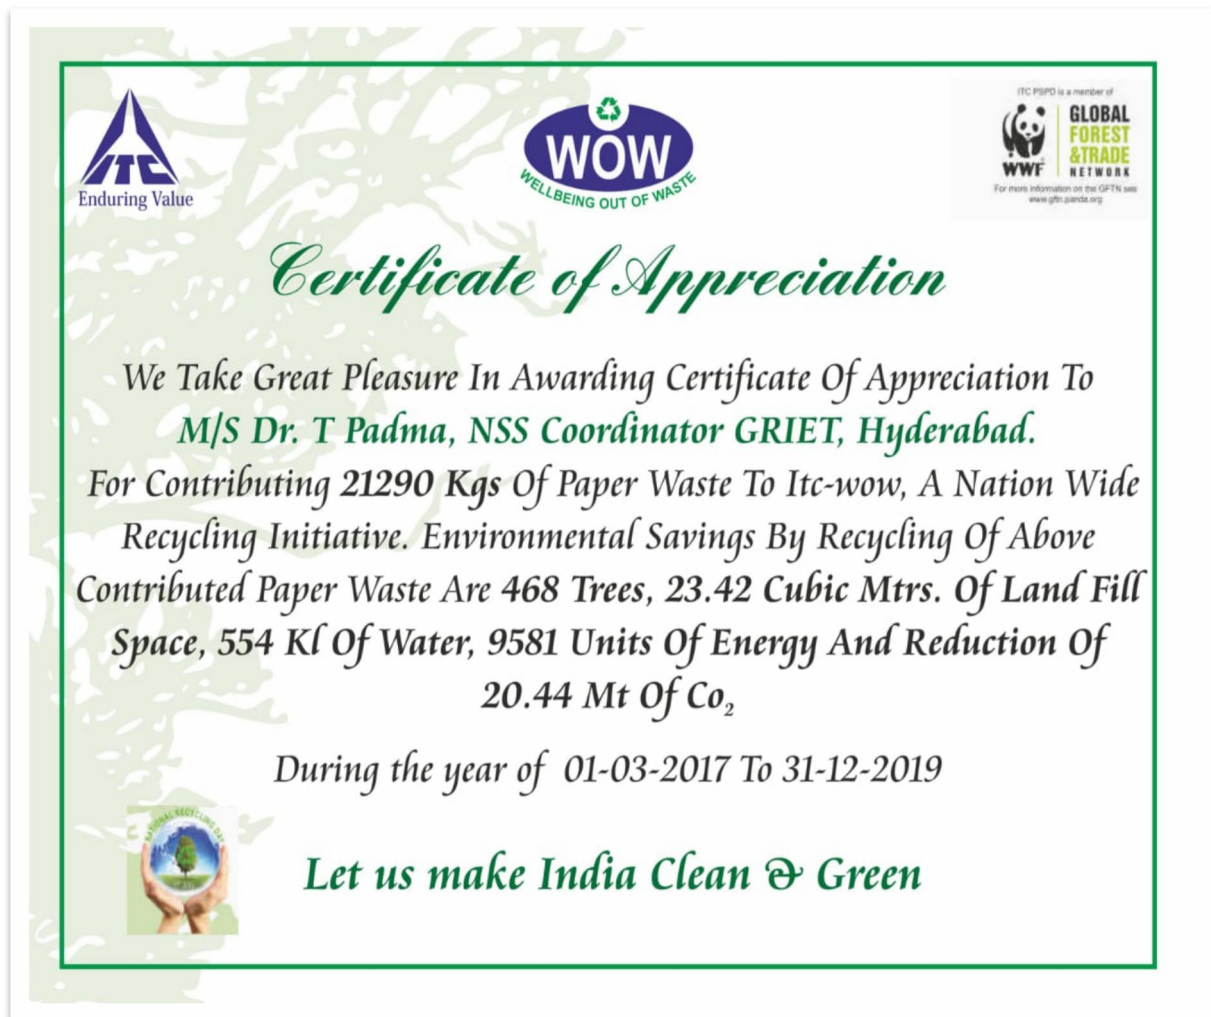 ITC
Enduring Value
WOW
WELLBEING OUT OF WASTE
ITC PSPD is a member of
WWF
GLOBAL
FOREST
&TRADE
NETWORK
For more information on the GFTN see
www.gftn.panda.org
Certificate of Appreciation
We Take Great Pleasure In Awarding Certificate Of Appreciation To
M/S Dr. T Padma, NSS Coordinator GRIET, Hyderabad.
For Contributing 21290 Kgs Of Paper Waste To Itc-wow, A Nation Wide
Recycling Initiative. Environmental Savings By Recycling Of Above
Contributed Paper Waste Are 468 Trees, 23.42 Cubic Mtrs. Of Land Fill
Space, 554 Kl Of Water, 9581 Units Of Energy And Reduction Of
20.44 Mt Of Co₂
During the year of 01-03-2017 To 31-12-2019
NATIONAL RECYCLING DAY
Let us make India Clean & Green